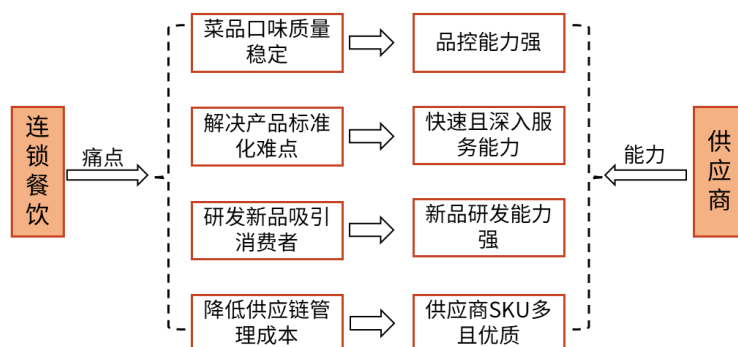 连
锁
餐
饮
痛点
菜品口味质量
稳定
解决产品标准
化难点
研发新品吸引
消费者
降低供应链管
理成本
品控能力强
快速且深入服
务能力
新品研发能力
强
供应商SKU多
且优质
能力
供
应
商